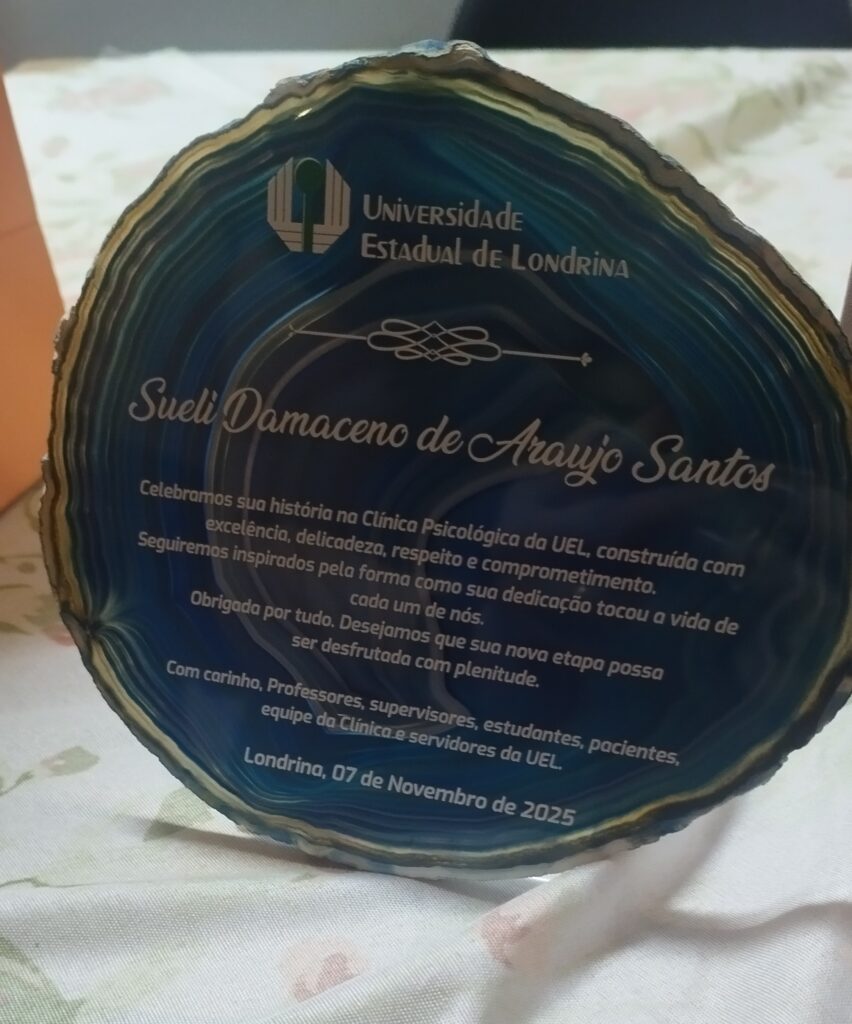 Universidade
Estadual de Londrina
Sueli Damaceno de Araujo Santos
Celebramos sua história na Clínica Psicológica da UEL, construída com
excelência, delicadeza, respeito e comprometimento.
Seguiremos inspirados pela forma como sua dedicação tocou a vida de
cada um de nós.
Obrigada por tudo. Desejamos que sua nova etapa possa
ser desfrutada com plenitude.
Com carinho, Professores, supervisores, estudantes, pacientes,
equipe da Clínica e servidores da UEL.
Londrina, 07 de Novembro de 2025